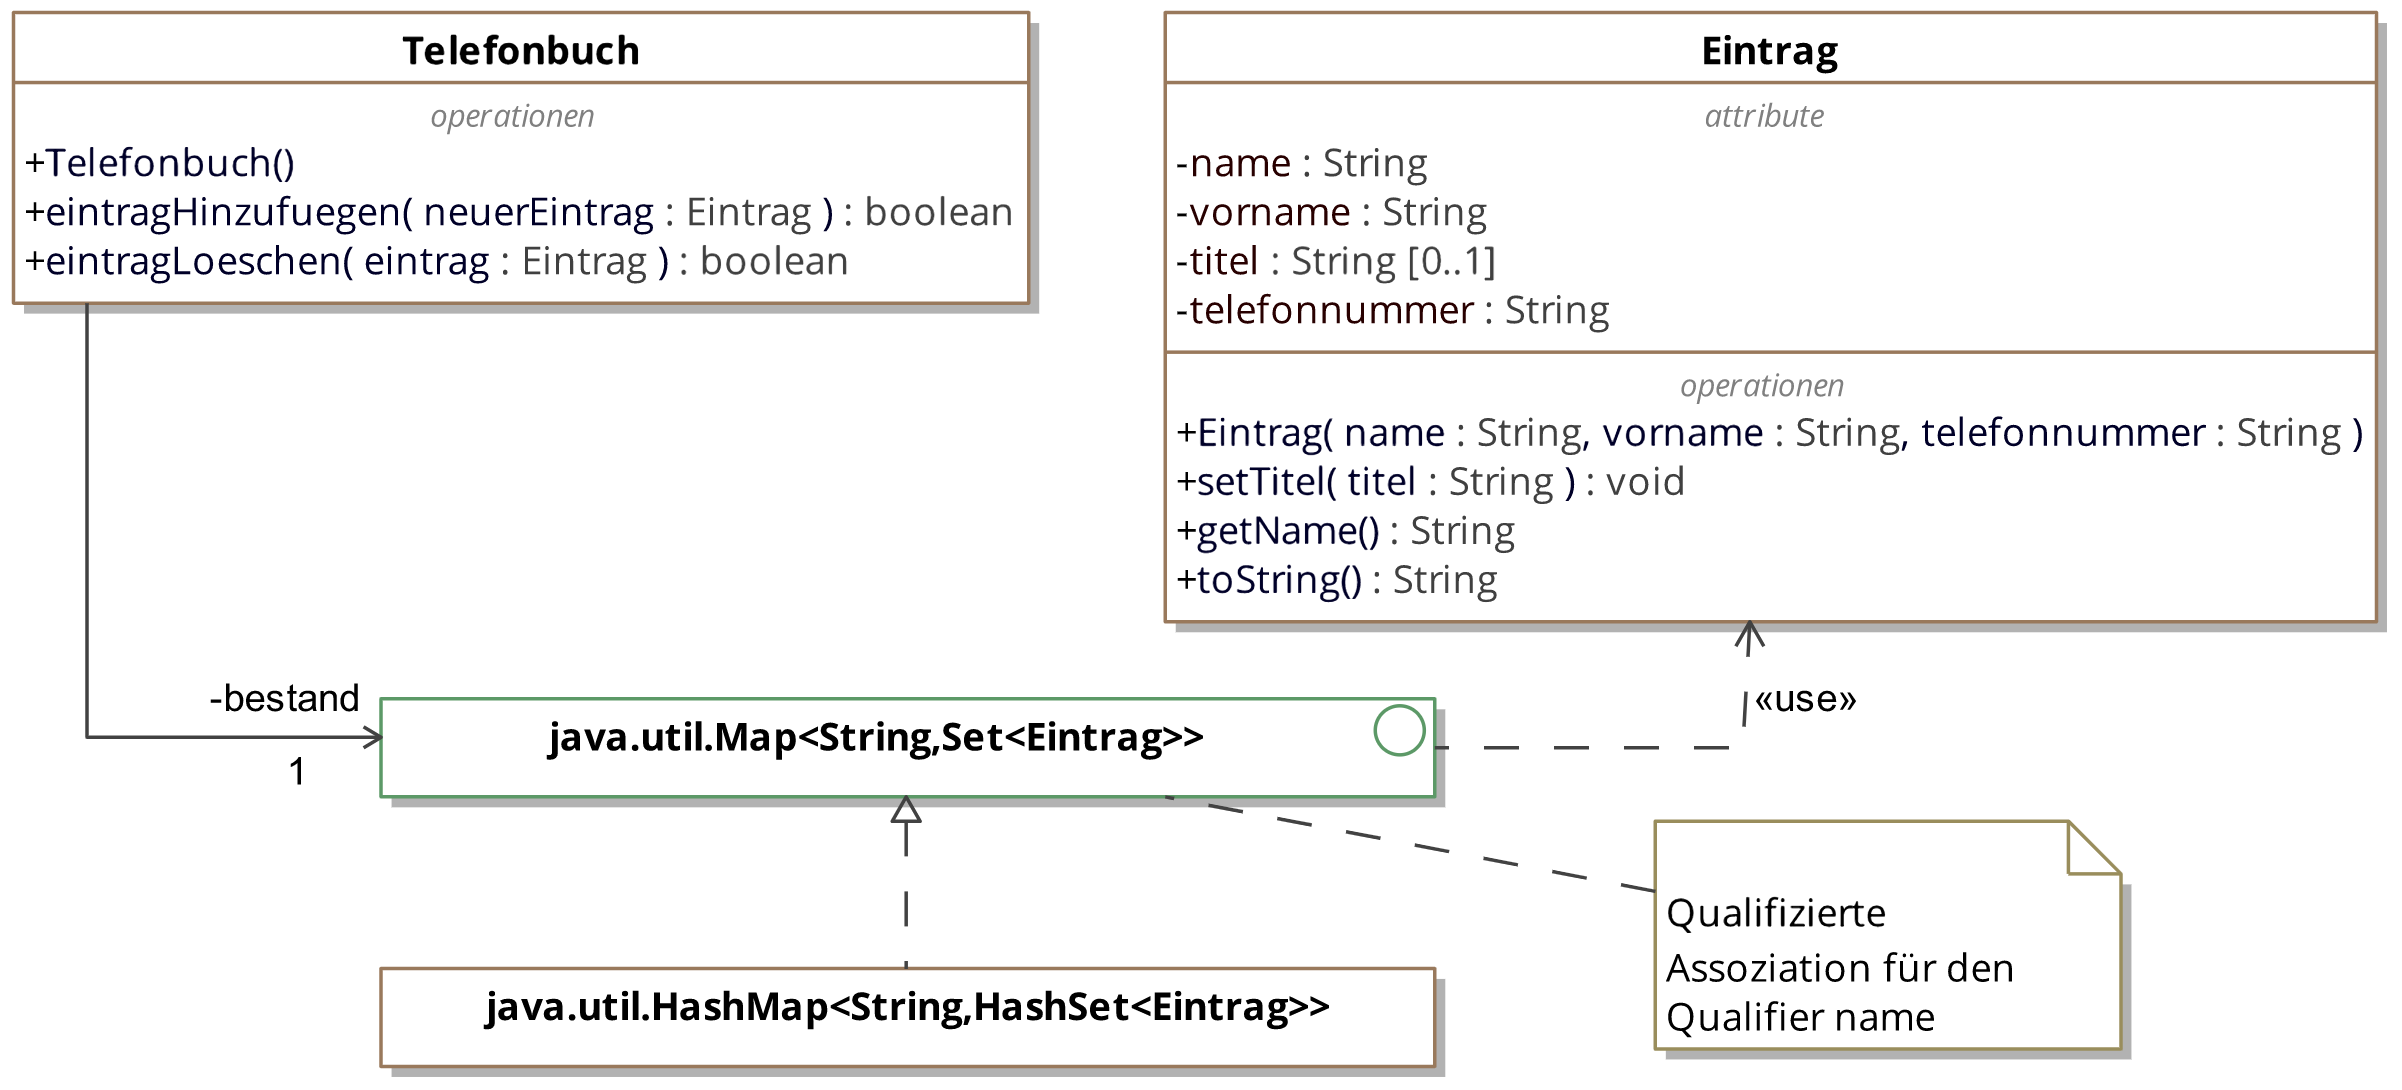 Telefonbuch
operationen
+Telefonbuch()
+eintragHinzufuegen( neuerEintrag : Eintrag ) : boolean
+eintragLoeschen( eintrag : Eintrag ) : boolean
Eintrag
attribute
-name : String
-vorname : String
-titel : String [0..1]
-telefonnummer : String
operationen
+Eintrag( name : String, vorname : String, telefonnummer : String )
+setTitel( titel : String ) : void
+getName() : String
+toString() : String
-bestand
1
java.util.Map<String,Set<Eintrag>>
«use»
java.util.HashMap<String,HashSet<Eintrag>>
Qualifizierte
Assoziation für den
Qualifier name